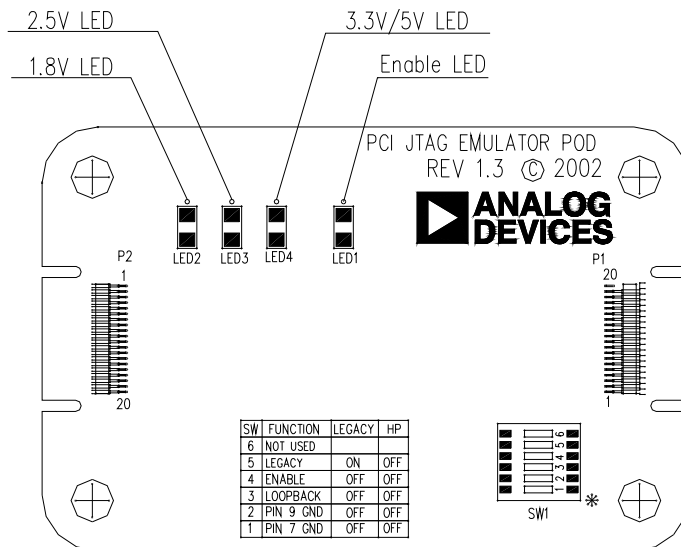 2.5V LED
3.3V/5V LED
1.8V LED
Enable LED
PCI JTAG EMULATOR POD
REV 1.3 © 2002
ANALOG
DEVICES
LED2 LED3 LED4 LED1
P2
1
20
P1
20
1
SW FUNCTION LEGACY HP
6 NOT USED
5 LEGACY ON OFF
4 ENABLE OFF OFF
3 LOOPBACK OFF OFF
2 PIN 9 GND OFF OFF
1 PIN 7 GND OFF OFF
6
5
4
3
2
1
SW1